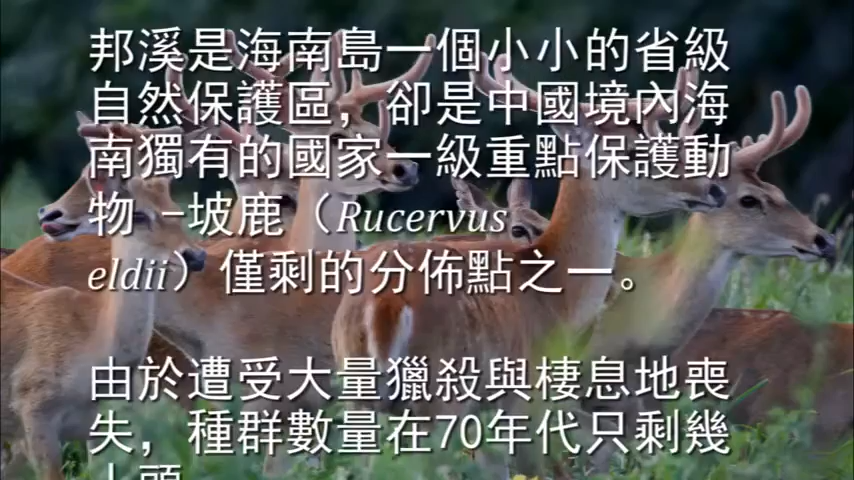 邦溪是海南島一個小小的省級
自然保護區，卻是中國境內海
南獨有的國家一級重點保護動
物 -坡鹿（Rucervus
eldii）僅剩的分佈點之一。
由於遭受大量獵殺與棲息地喪
失，種群數量在70年代只剩幾